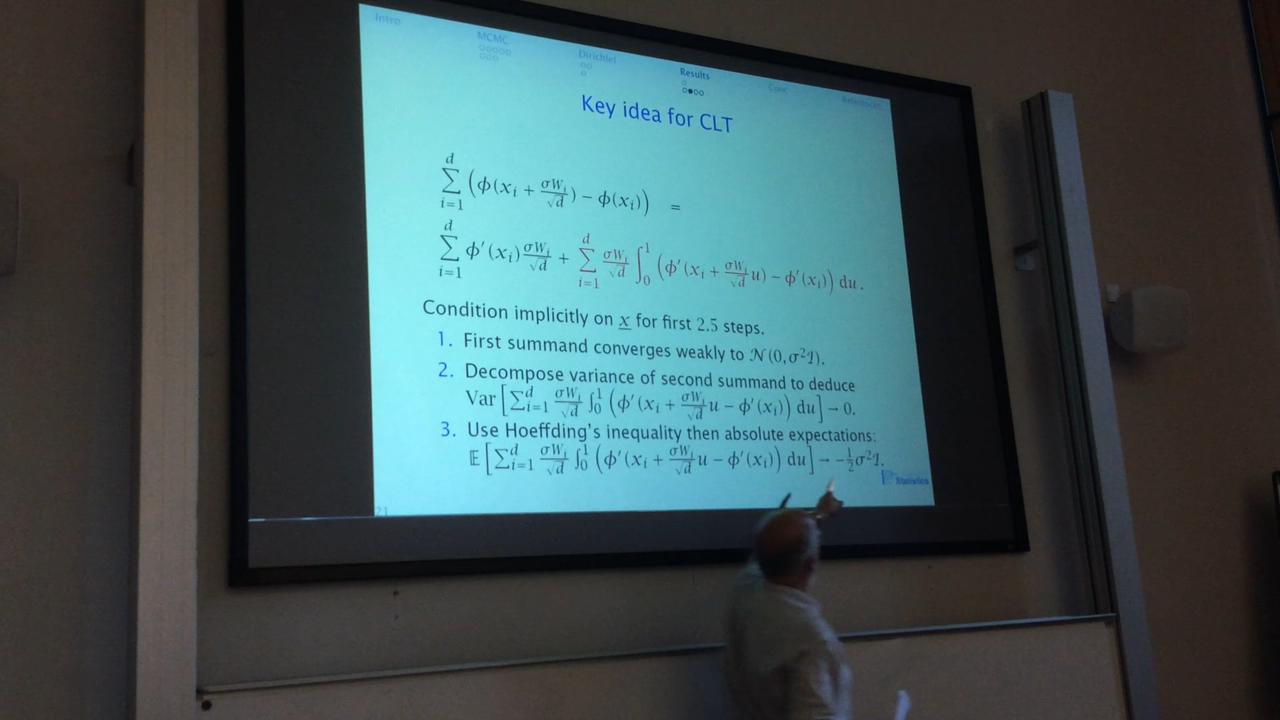 Intro
MCMC
Dirichlet
Results
Conc
References
Key idea for CLT
∑_{i=1}^{d} (ϕ(x_i + σW_i/√d) − ϕ(x_i)) =
∑_{i=1}^{d} ϕ′(x_i) σW_i/√d + ∑_{i=1}^{d} σW_i/√d ∫_0^1 (ϕ′(x_i + σW_i/√d u) − ϕ′(x_i)) du.
Condition implicitly on x for first 2.5 steps.
1. First summand converges weakly to 𝒩(0, σ²ℐ).
2. Decompose variance of second summand to deduce
Var [∑_{i=1}^{d} σW_i/√d ∫_0^1 (ϕ′(x_i + σW_i/√d u − ϕ′(x_i)) du] → 0.
3. Use Hoeffding's inequality then absolute expectations:
𝔼 [∑_{i=1}^{d} σW_i/√d ∫_0^1 (ϕ′(x_i + σW_i/√d u − ϕ′(x_i)) du] → −½σ²ℐ.
Statistics
21